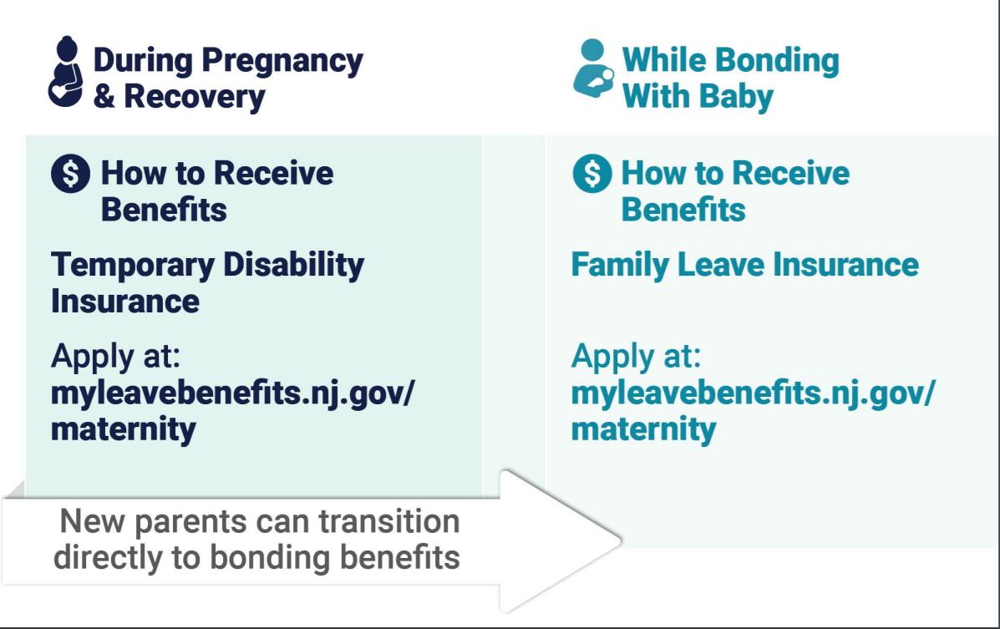 During Pregnancy
& Recovery
How to Receive
Benefits
Temporary Disability
Insurance
Apply at:
myleavebenefits.nj.gov/
maternity
While Bonding
With Baby
How to Receive
Benefits
Family Leave Insurance
Apply at:
myleavebenefits.nj.gov/
maternity
New parents can transition
directly to bonding benefits